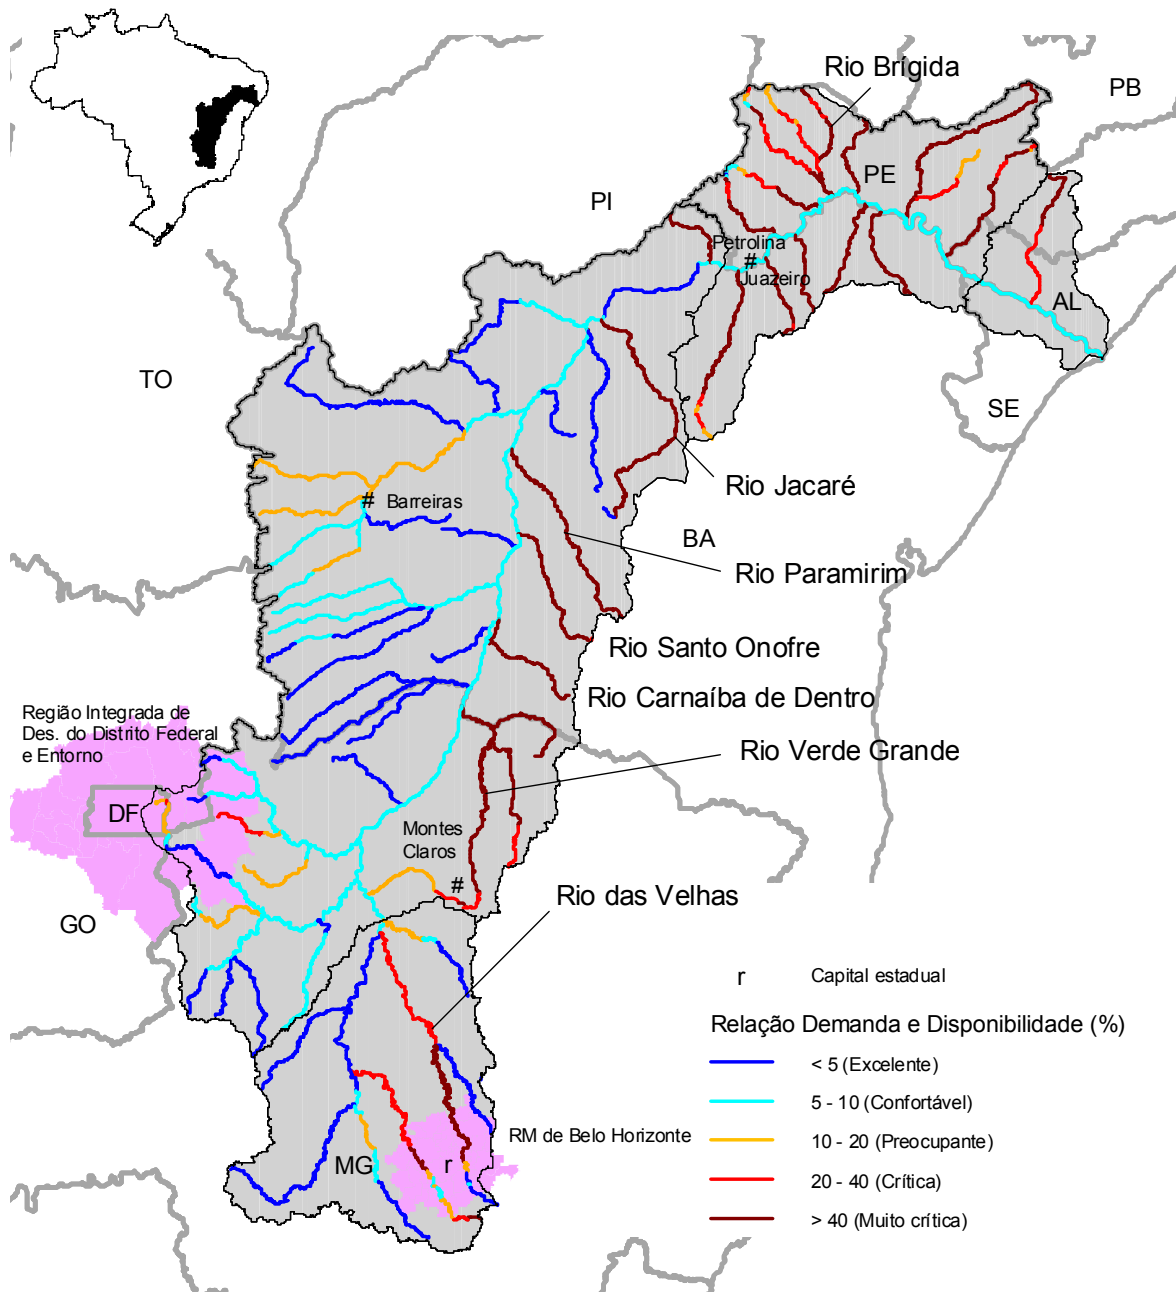 Rio Brígida
PB
PE
PI
Petrolina
#
Juazeiro
AL
TO
SE
Rio Jacaré
# Barreiras
BA
Rio Paramirim
Rio Santo Onofre
Rio Carnaíba de Dentro
Região Integrada de
Des. do Distrito Federal
e Entorno
Rio Verde Grande
DF
Montes
Claros
#
Rio das Velhas
GO
r Capital estadual
Relação Demanda e Disponibilidade (%)
< 5 (Excelente)
5 - 10 (Confortável)
10 - 20 (Preocupante)
20 - 40 (Crítica)
> 40 (Muito crítica)
RM de Belo Horizonte
MG
r